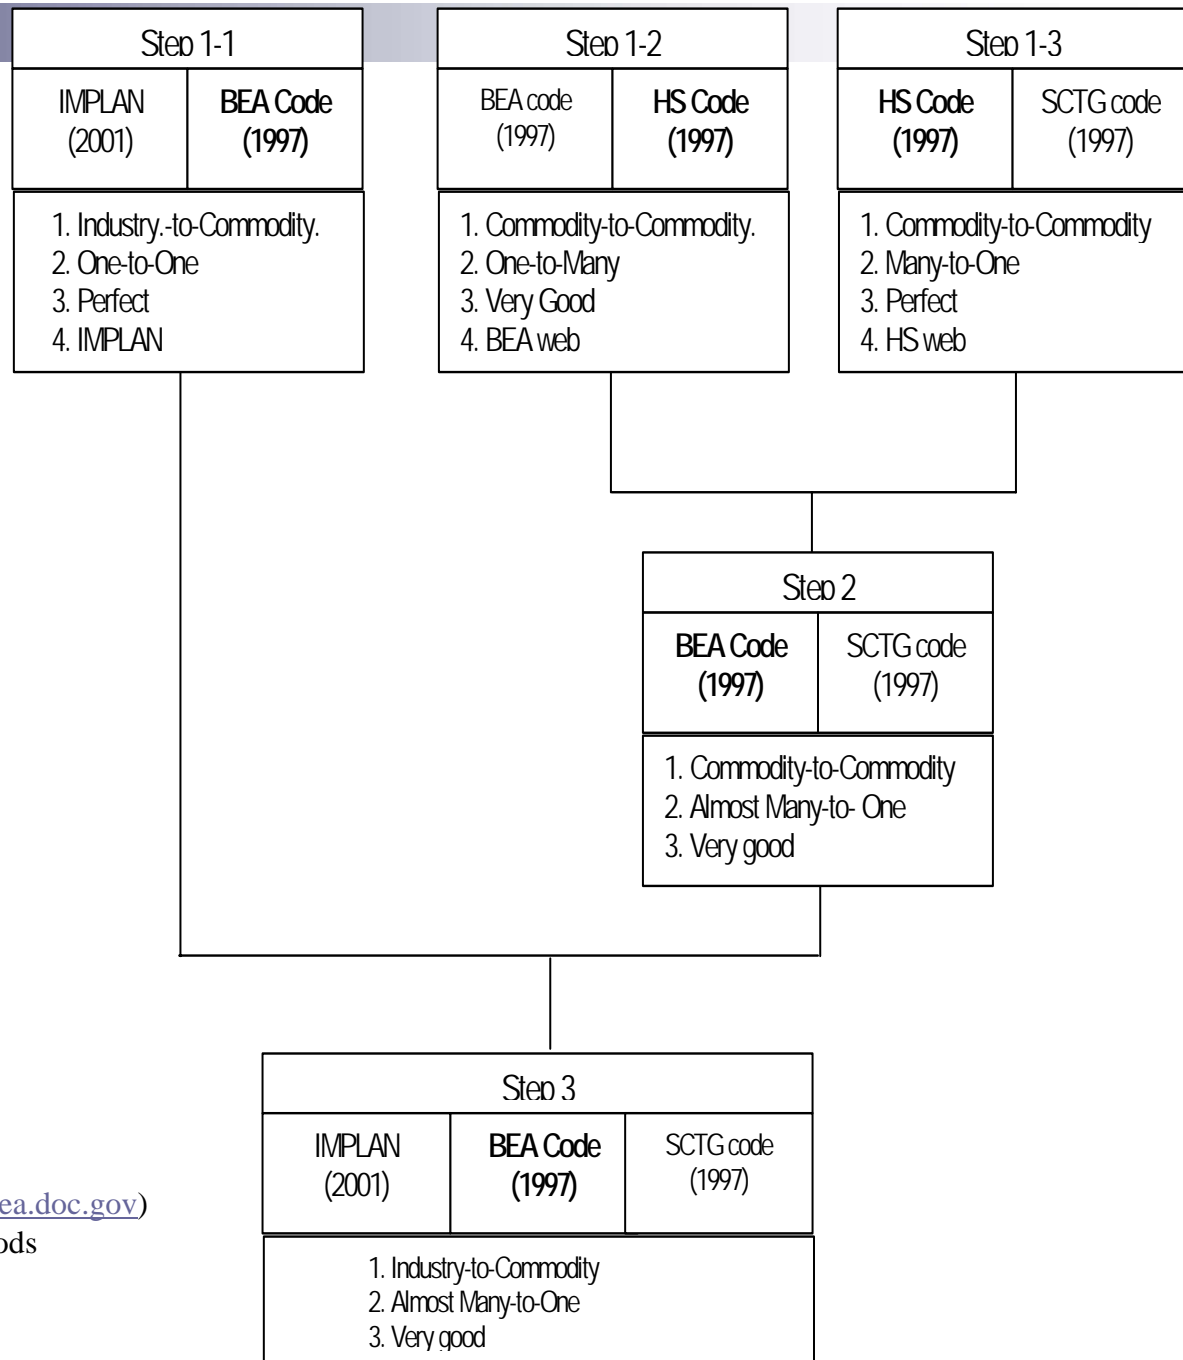 Step 1-1
IMPLAN
(2001)
BEA Code
(1997)
1. Industry.-to-Commodity.
2. One-to-One
3. Perfect
4. IMPLAN
Step 1-2
BEA code
(1997)
HS Code
(1997)
1. Commodity-to-Commodity.
2. One-to-Many
3. Very Good
4. BEA web
Step 1-3
HS Code
(1997)
SCTG code
(1997)
1. Commodity-to-Commodity
2. Many-to-One
3. Perfect
4. HS web
Step 2
BEA Code
(1997)
SCTG code
(1997)
1. Commodity-to-Commodity
2. Almost Many-to- One
3. Very good
Step 3
IMPLAN
(2001)
BEA Code
(1997)
SCTG code
(1997)
1. Industry-to-Commodity
2. Almost Many-to-One
3. Very good
ea.doc.gov)
ods